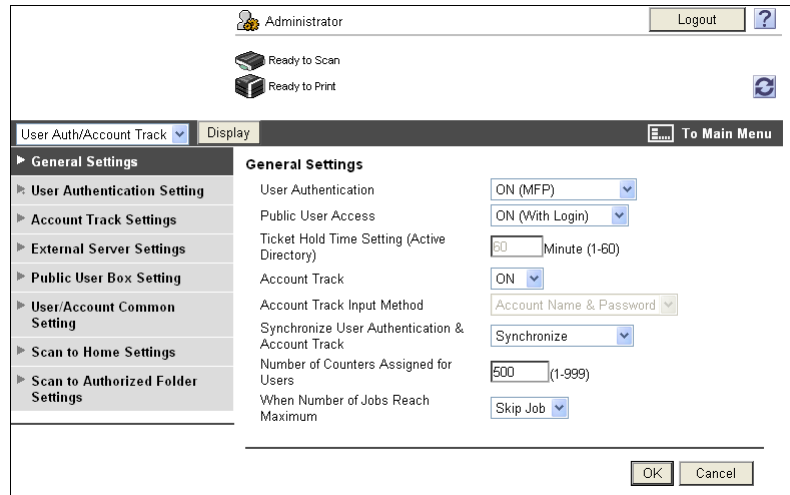 Administrator
Logout
?
Ready to Scan
Ready to Print
User Auth/Account Track
Display
To Main Menu
General Settings
User Authentication Setting
Account Track Settings
External Server Settings
Public User Box Setting
User/Account Common
Setting
Scan to Home Settings
Scan to Authorized Folder
Settings
General Settings
User Authentication ON (MFP)
Public User Access ON (With Login)
Ticket Hold Time Setting (Active
Directory) 60 Minute (1-60)
Account Track ON
Account Track Input Method Account Name & Password
Synchronize User Authentication &
Account Track Synchronize
Number of Counters Assigned for
Users 500 (1-999)
When Number of Jobs Reach
Maximum Skip Job
OK Cancel